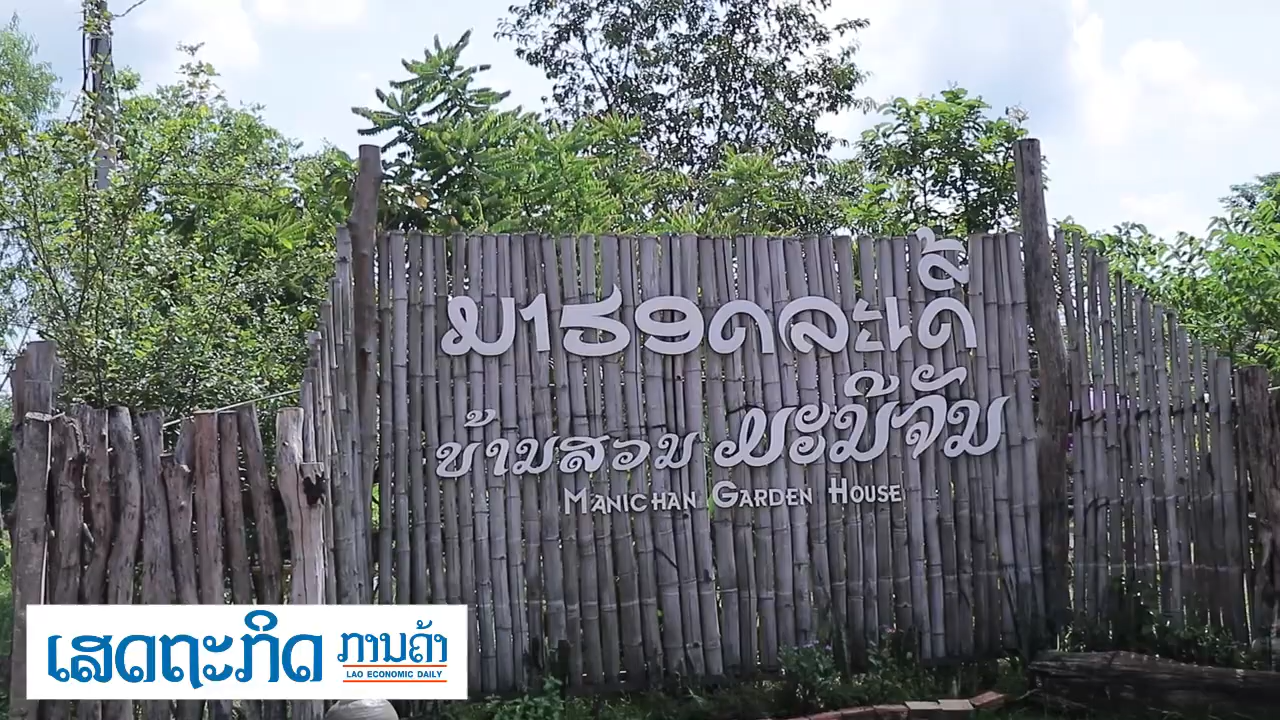 ມາຮອດລະເດີ້
ບ້ານສວນ ມະນີຈັນ
MANICHAN GARDEN HOUSE
ເສດຖະກິດ ການຄ້າ
LAO ECONOMIC DAILY